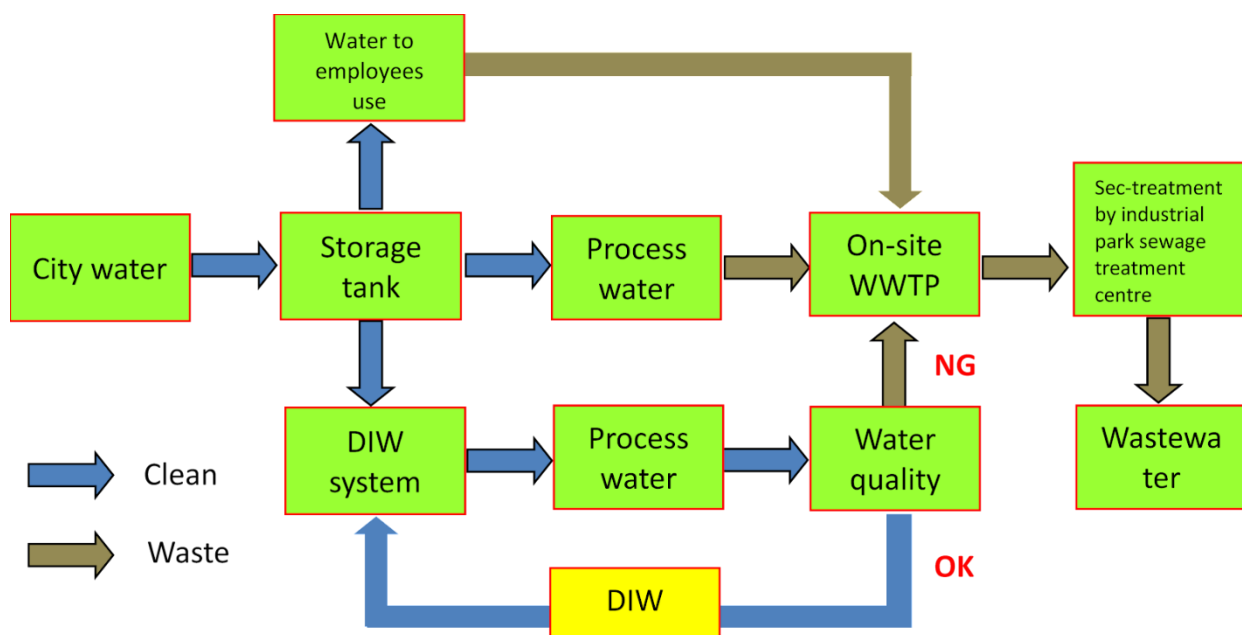 Water to
employees
use
City water
Storage
tank
Process
water
On-site
WWTP
Sec-treatment
by industrial
park sewage
treatment
centre
NG
DIW
system
Process
water
Water
quality
Wastewa
ter
Clean
Waste
OK
DIW